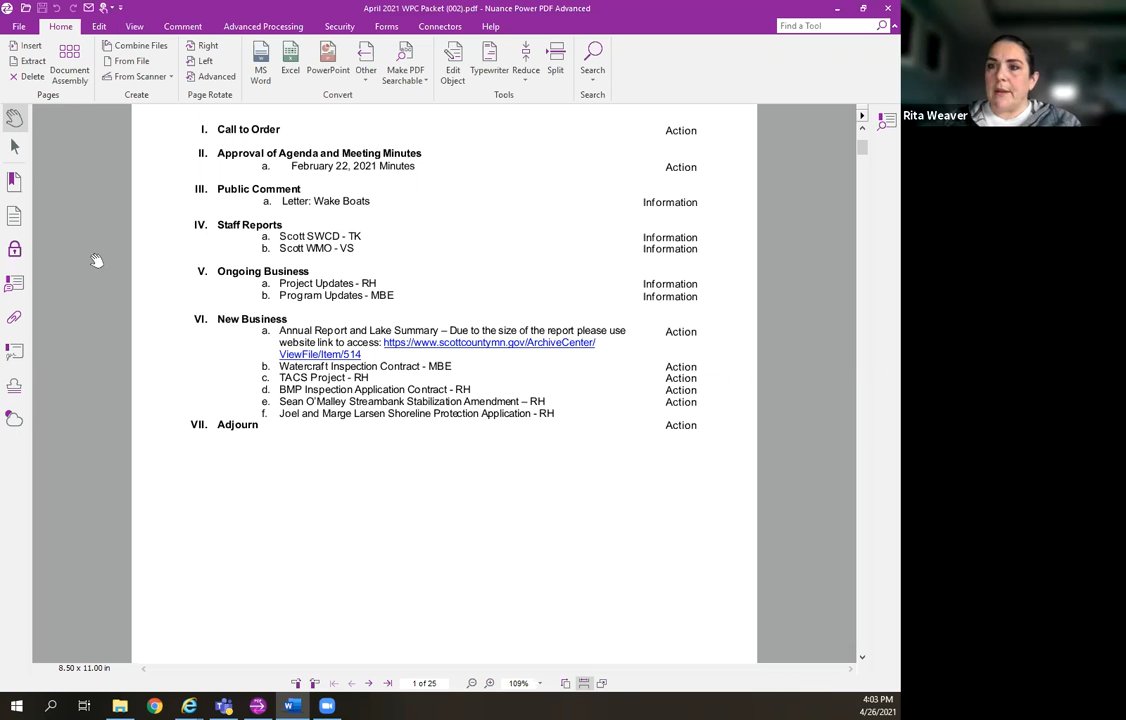 April 2021 WPC Packet (002).pdf - Nuance Power PDF Advanced
File Home Edit View Comment Advanced Processing Security Forms Connectors Help Find a Tool
Insert
Extract
Delete
Document
Assembly
Pages
Combine Files
From File
From Scanner
Create
Right
Left
Advanced
Page Rotate
MS
Word
Excel
PowerPoint
Other
Make PDF
Searchable
Convert
Edit
Object
Typewriter
Reduce
Split
Tools
Search
Search
Rita Weaver
I. Call to Order Action
II. Approval of Agenda and Meeting Minutes
a. February 22, 2021 Minutes Action
III. Public Comment
a. Letter: Wake Boats Information
IV. Staff Reports
a. Scott SWCD - TK Information
b. Scott WMO - VS Information
V. Ongoing Business
a. Project Updates - RH Information
b. Program Updates - MBE Information
VI. New Business
a. Annual Report and Lake Summary – Due to the size of the report please use Action
website link to access: https://www.scottcountymn.gov/ArchiveCenter/
ViewFile/Item/514
b. Watercraft Inspection Contract - MBE Action
c. TACS Project - RH Action
d. BMP Inspection Application Contract - RH Action
e. Sean O'Malley Streambank Stabilization Amendment – RH Action
f. Joel and Marge Larsen Shoreline Protection Application - RH Action
VII. Adjourn Action
8.50 x 11.00 in
1 of 25
109%
4:03 PM
4/26/2021